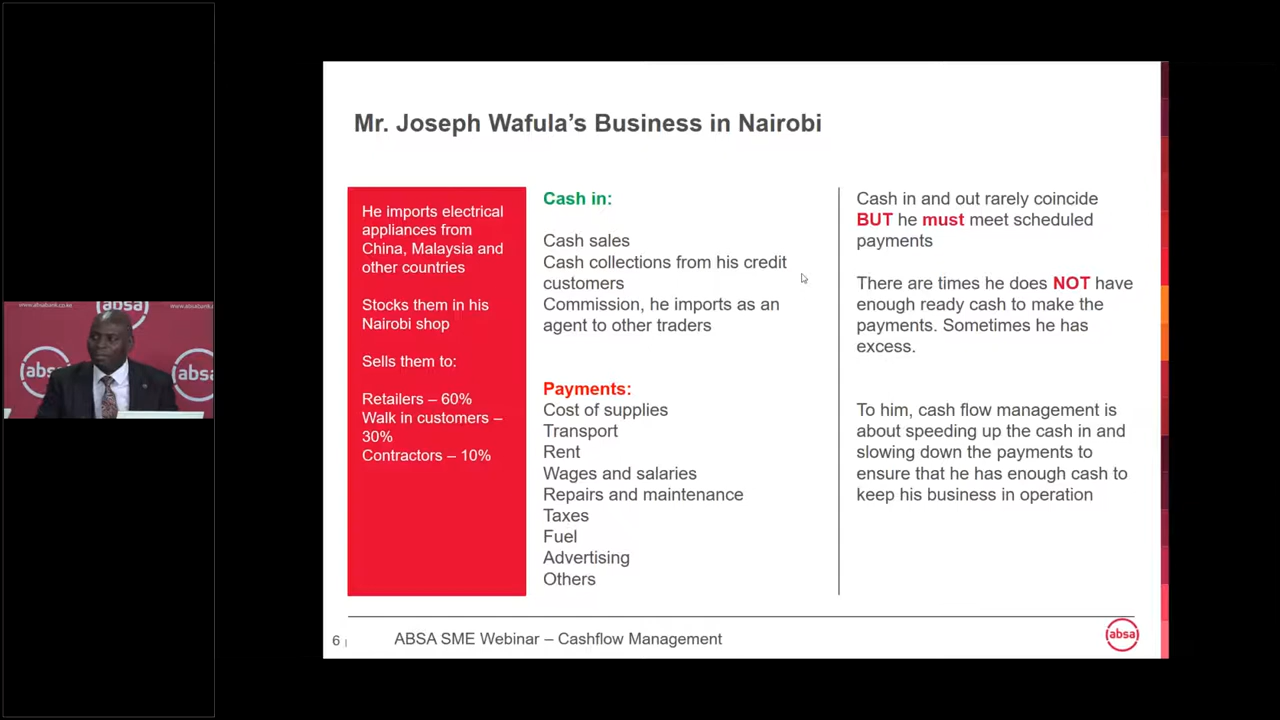 Mr. Joseph Wafula's Business in Nairobi
He imports electrical
appliances from
China, Malaysia and
other countries
Stocks them in his
Nairobi shop
Sells them to:
Retailers – 60%
Walk in customers –
30%
Contractors – 10%
Cash in:
Cash sales
Cash collections from his credit
customers
Commission, he imports as an
agent to other traders
Payments:
Cost of supplies
Transport
Rent
Wages and salaries
Repairs and maintenance
Taxes
Fuel
Advertising
Others
Cash in and out rarely coincide
BUT he must meet scheduled
payments
There are times he does NOT have
enough ready cash to make the
payments. Sometimes he has
excess.
To him, cash flow management is
about speeding up the cash in and
slowing down the payments to
ensure that he has enough cash to
keep his business in operation
6 |
ABSA SME Webinar – Cashflow Management
absa
www.absabank.co.ke
absa
absa
absa